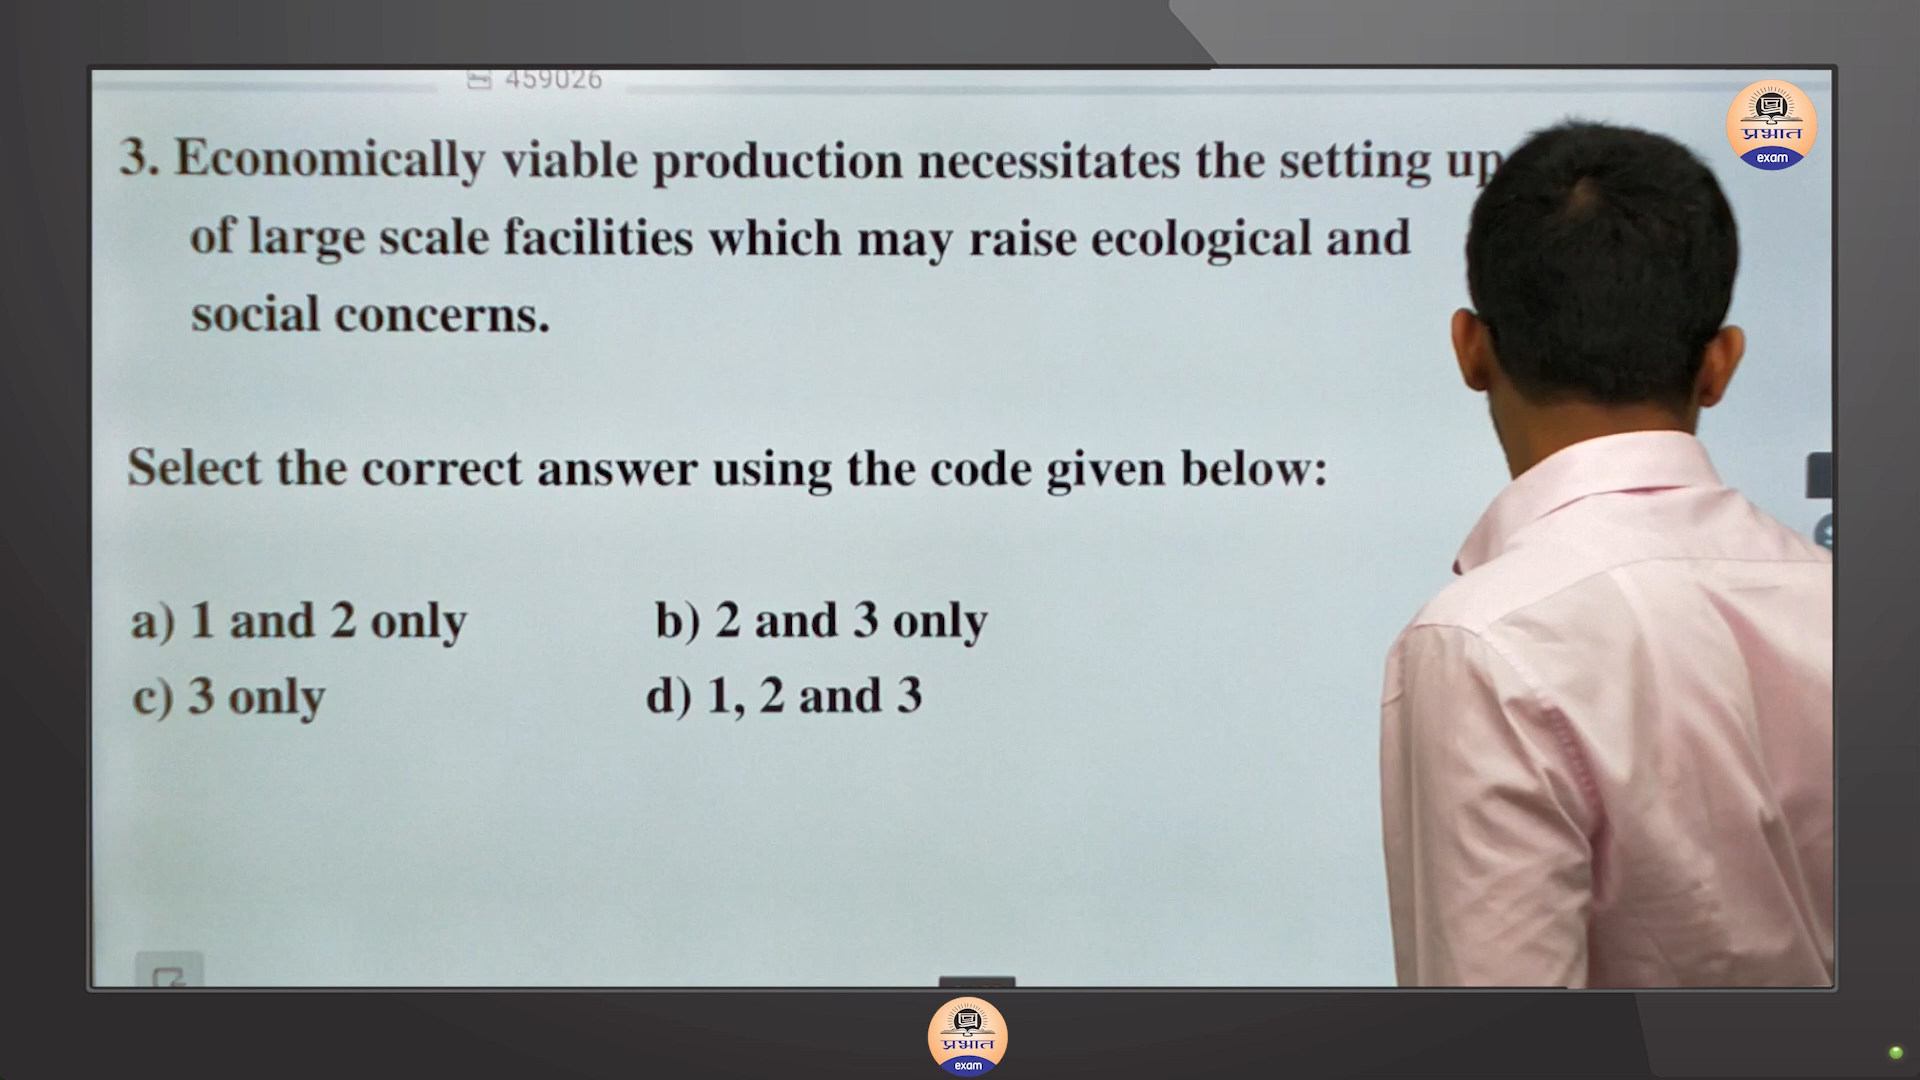 459026
3. Economically viable production necessitates the setting up
of large scale facilities which may raise ecological and
social concerns.
Select the correct answer using the code given below:
a) 1 and 2 only
b) 2 and 3 only
c) 3 only
d) 1, 2 and 3
प्रभात
exam
प्रभात
exam